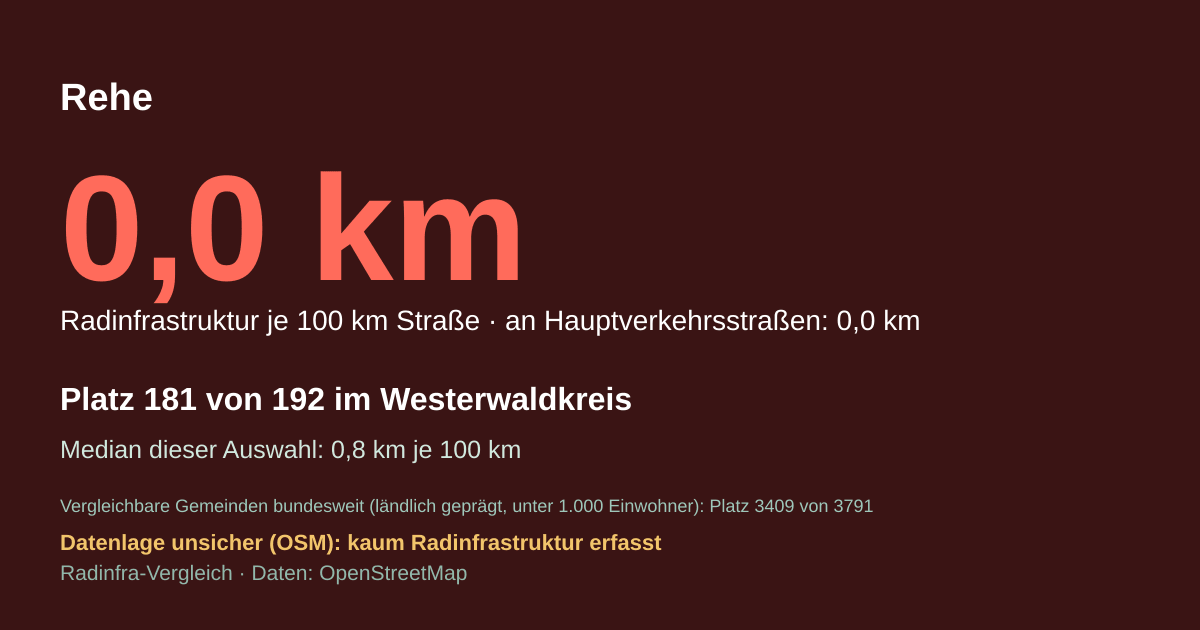 Rehe
0,0 km
Radinfrastruktur je 100 km Straße · an Hauptverkehrsstraßen: 0,0 km
Platz 181 von 192 im Westerwaldkreis
Median dieser Auswahl: 0,8 km je 100 km
Vergleichbare Gemeinden bundesweit (ländlich geprägt, unter 1.000 Einwohner): Platz 3409 von 3791
Datenlage unsicher (OSM): kaum Radinfrastruktur erfasst
Radinfra-Vergleich · Daten: OpenStreetMap